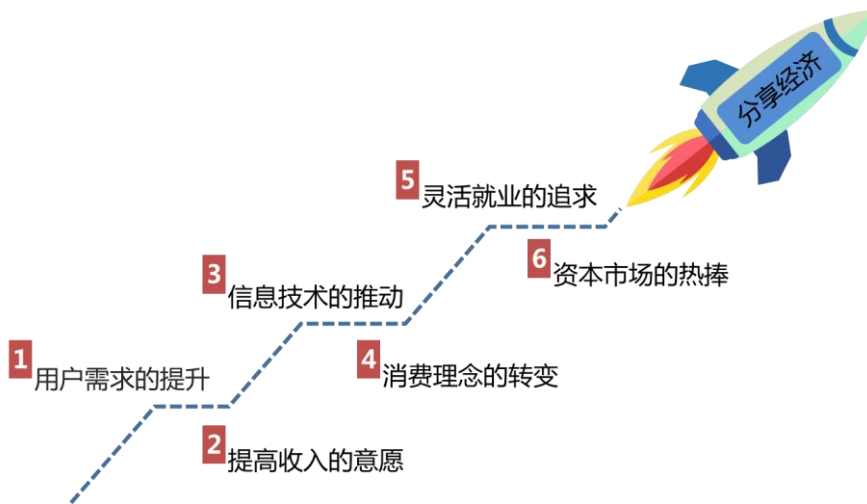 分享经济
5 灵活就业的追求
6 资本市场的热捧
3 信息技术的推动
4 消费理念的转变
1 用户需求的提升
2 提高收入的意愿